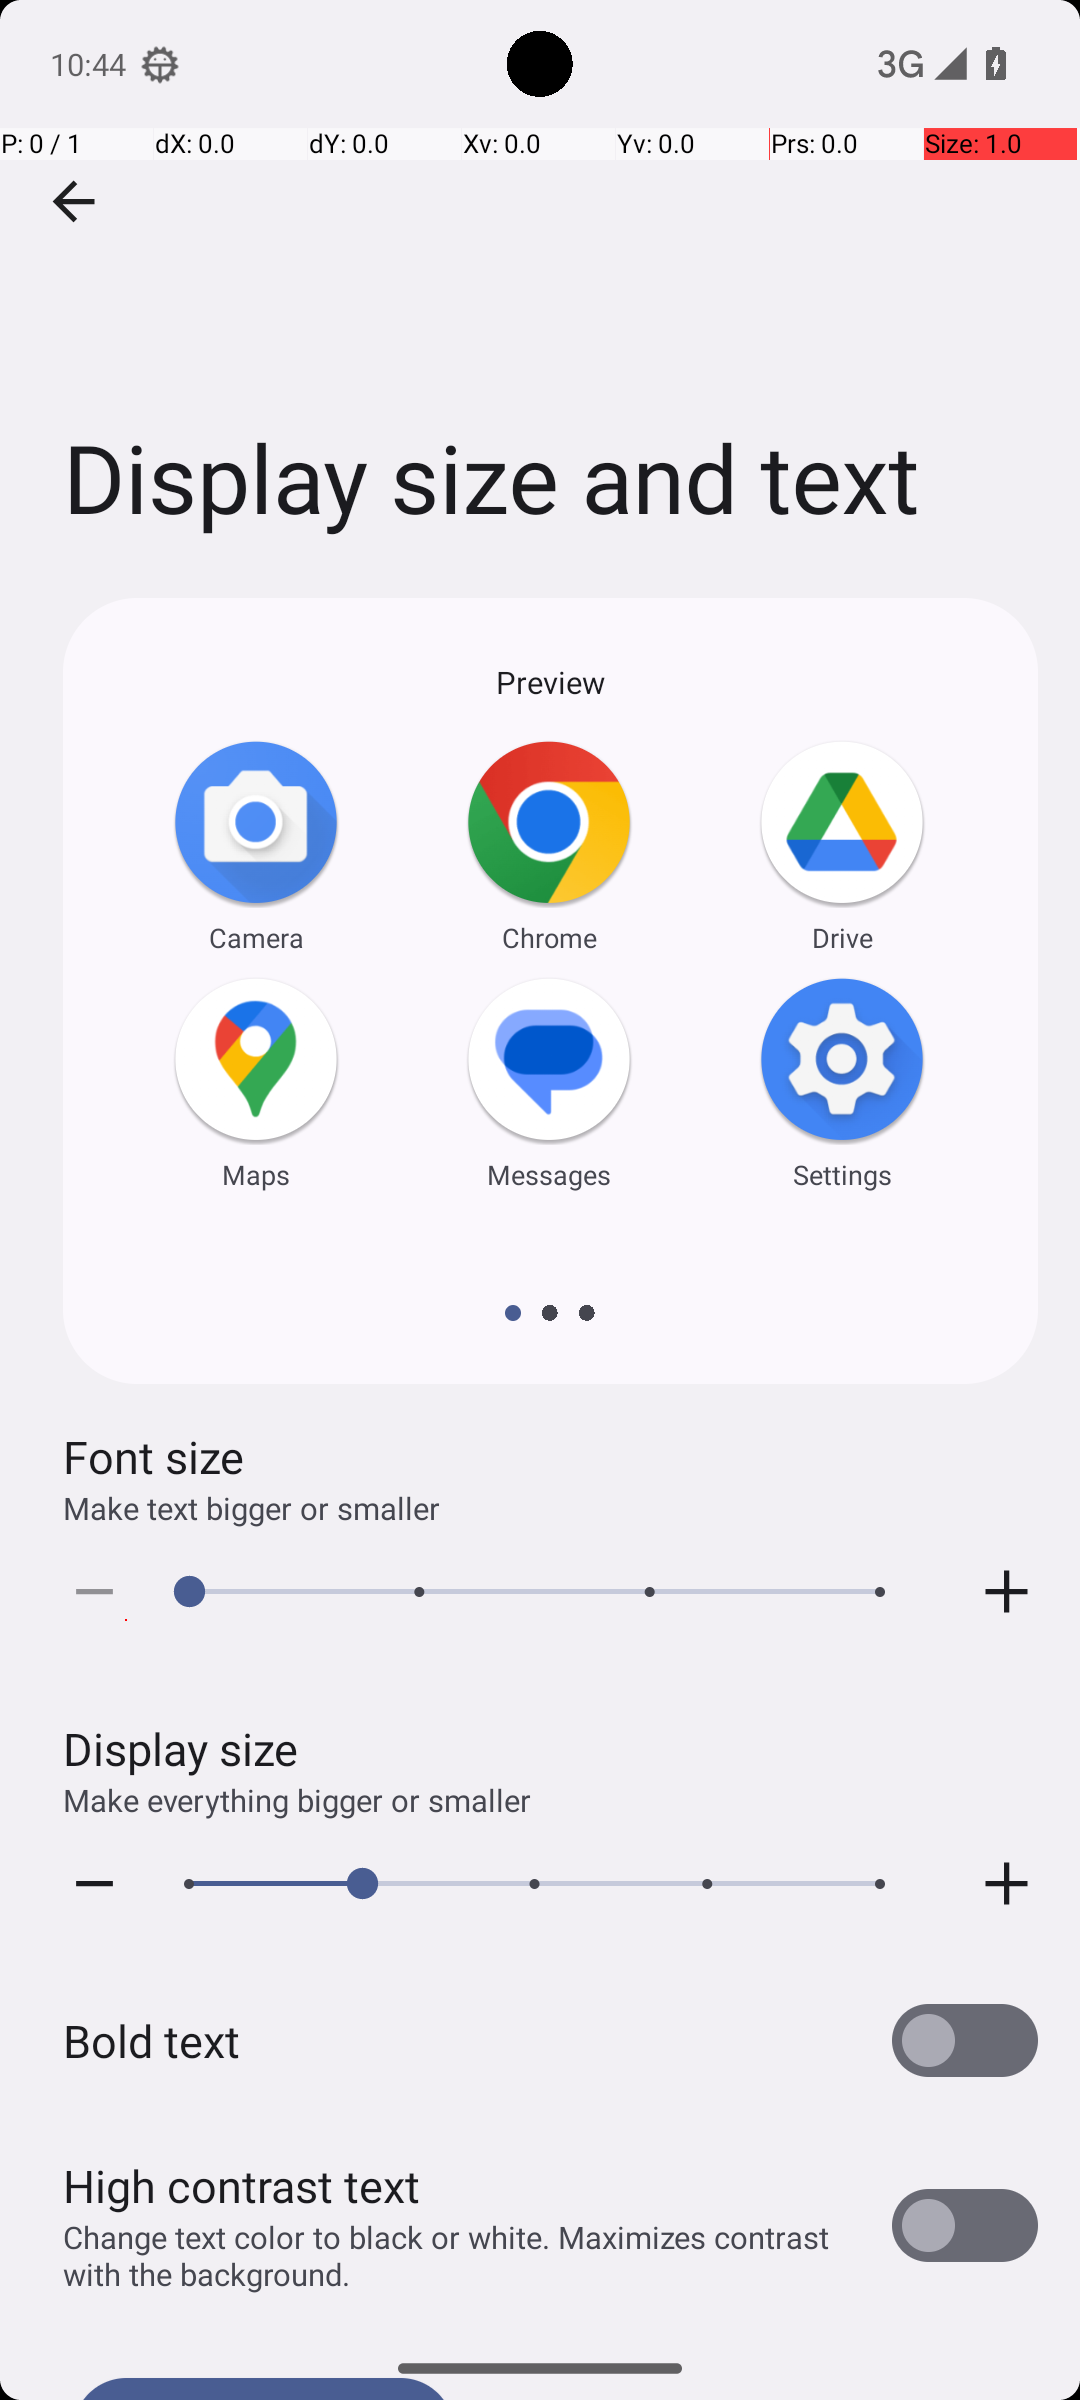 10:44
3G
P: 0 / 1 dX: 0.0 dY: 0.0 Xv: 0.0 Yv: 0.0 Prs: 0.0 Size: 1.0
Display size and text
Preview
Camera Chrome Drive
Maps Messages Settings
Font size
Make text bigger or smaller
Display size
Make everything bigger or smaller
Bold text
High contrast text
Change text color to black or white. Maximizes contrast
with the background.